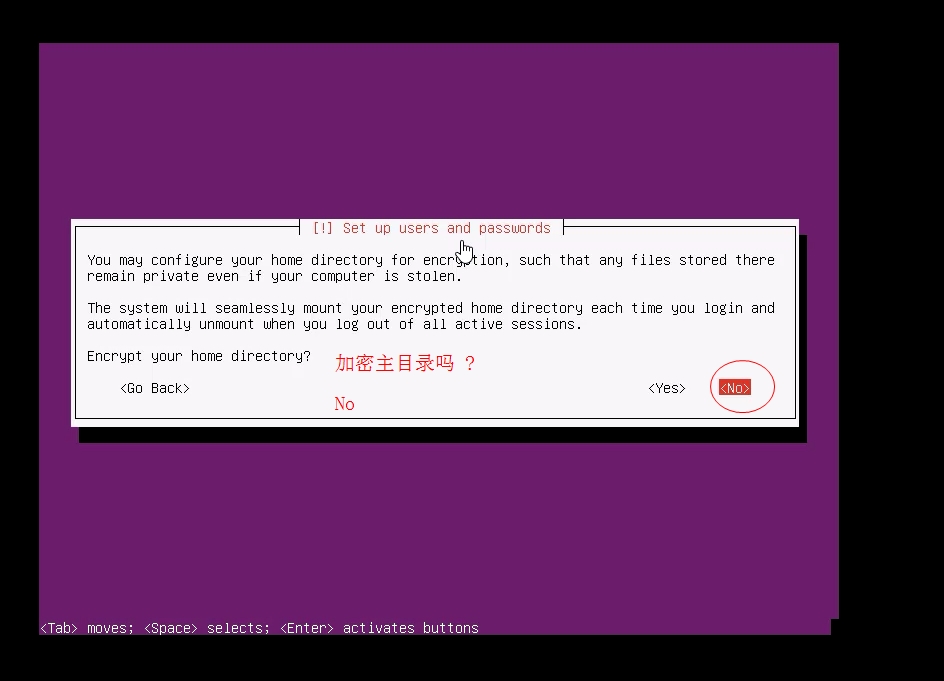 [!] Set up users and passwords
You may configure your home directory for encryption, such that any files stored there
remain private even if your computer is stolen.
The system will seamlessly mount your encrypted home directory each time you login and
automatically unmount when you log out of all active sessions.
Encrypt your home directory?
加密主目录吗 ?
<Go Back> <Yes> <No>
No
<Tab> moves; <Space> selects; <Enter> activates buttons